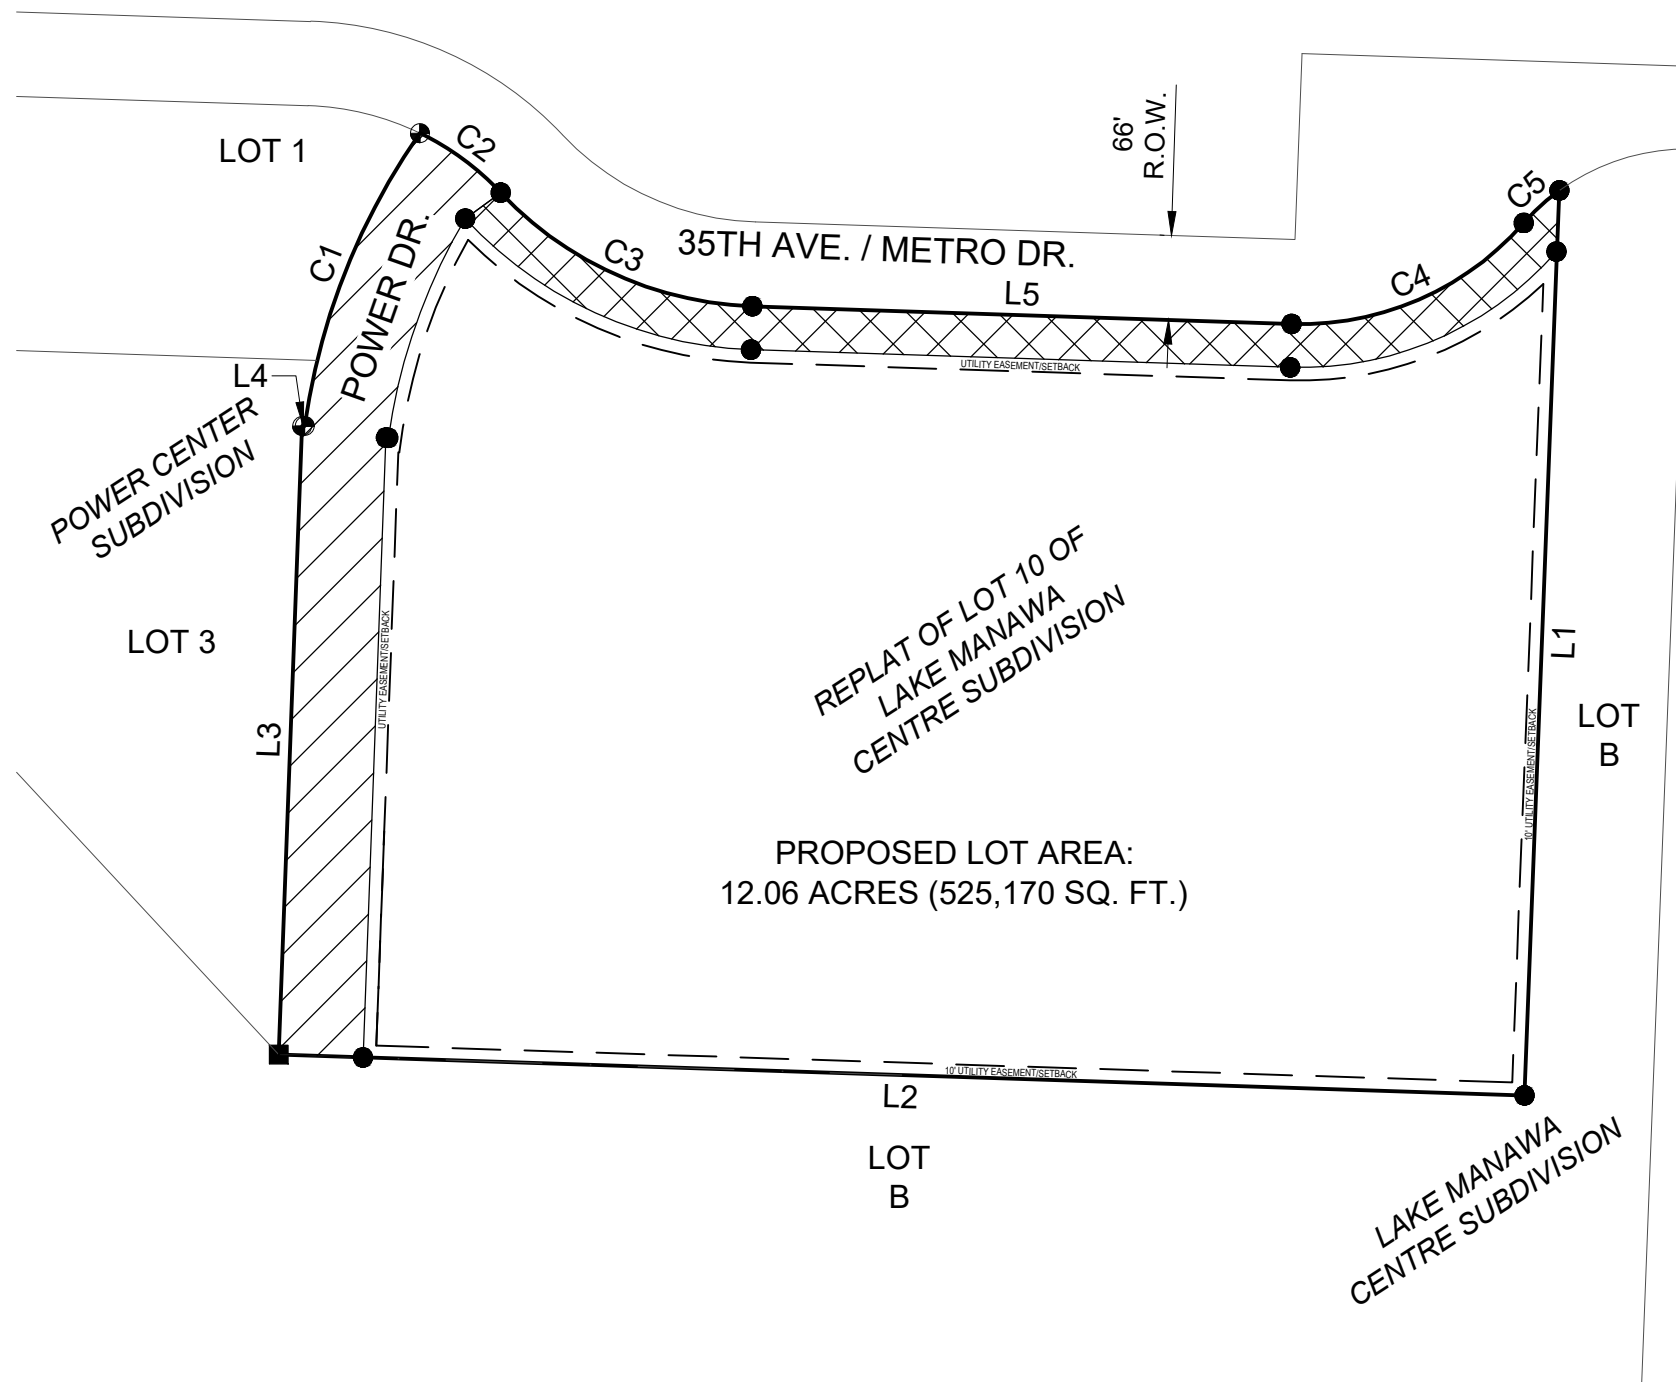 LOT 1
C2
66'
R.O.W.
C5
C1
POWER DR.
C3
35TH AVE. / METRO DR.
L5
C4
UTILITY EASEMENT/SETBACK
L4
POWER CENTER
SUBDIVISION
LOT 3
UTILITY EASEMENT/SETBACK
L3
REPLAT OF LOT 10 OF
LAKE MANAWA
CENTRE SUBDIVISION
L1
LOT
B
10' UTILITY EASEMENT/SETBACK
PROPOSED LOT AREA:
12.06 ACRES (525,170 SQ. FT.)
10' UTILITY EASEMENT/SETBACK
L2
LOT
B
LAKE MANAWA
CENTRE SUBDIVISION